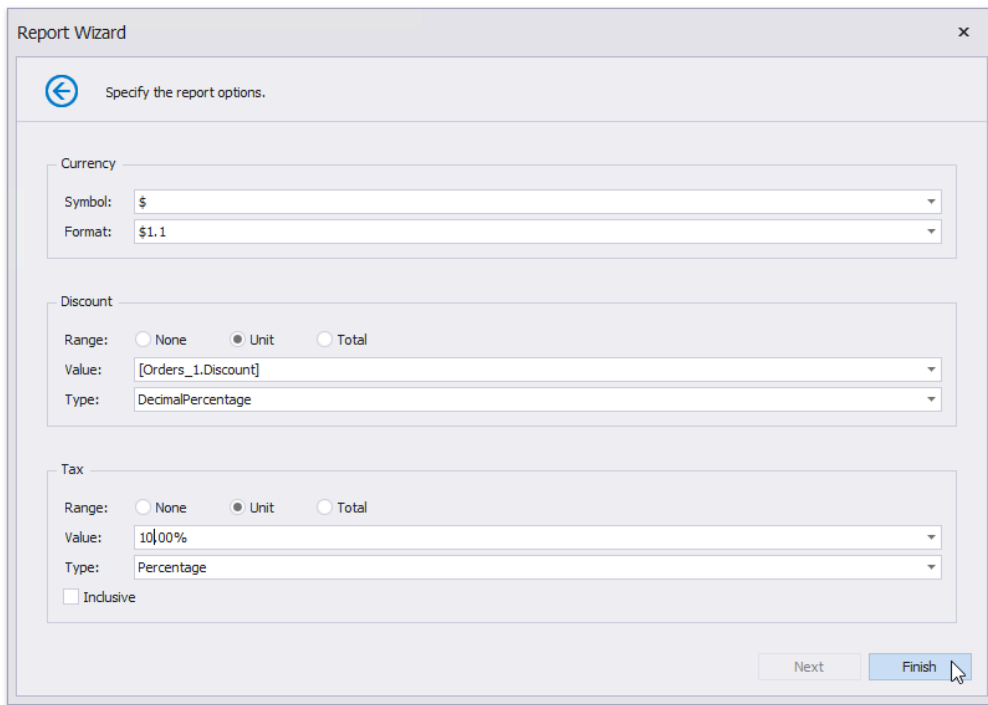 Report Wizard
Specify the report options.
Currency
Symbol: $
Format: $1.1
Discount
Range: None Unit Total
Value: [Orders_1.Discount]
Type: DecimalPercentage
Tax
Range: None Unit Total
Value: 10.00%
Type: Percentage
Inclusive
Next Finish